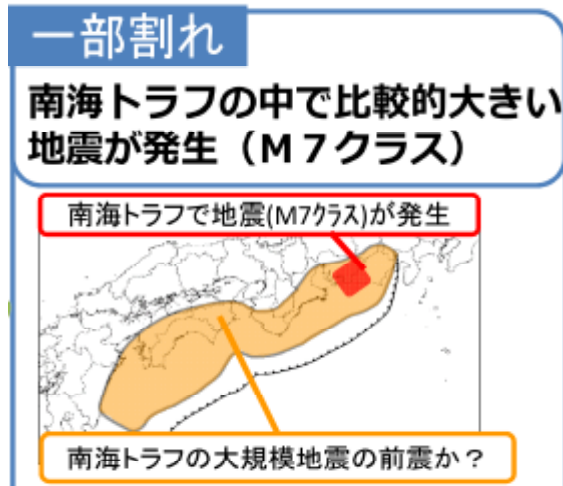 一部割れ
南海トラフの中で比較的大きい
地震が発生（Ｍ７クラス）
南海トラフで地震(M7ｸﾗｽ)が発生
南海トラフの大規模地震の前震か？